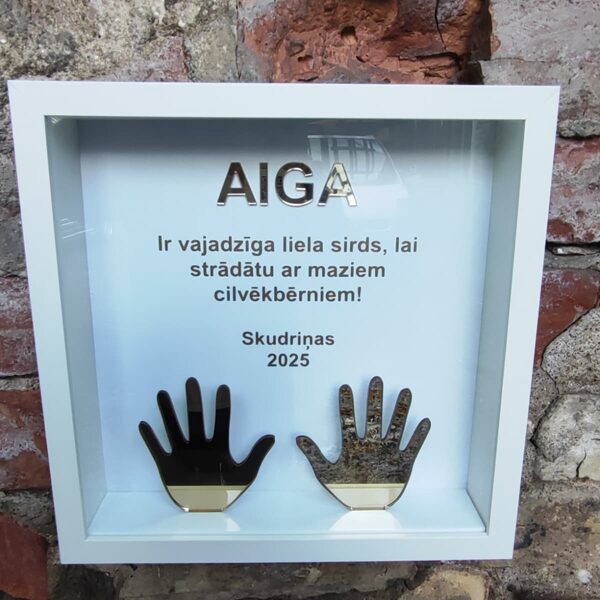 AIGA
Ir vajadzīga liela sirds, lai
strādātu ar maziem
cilvēkbērniem!
Skudriņas
2025